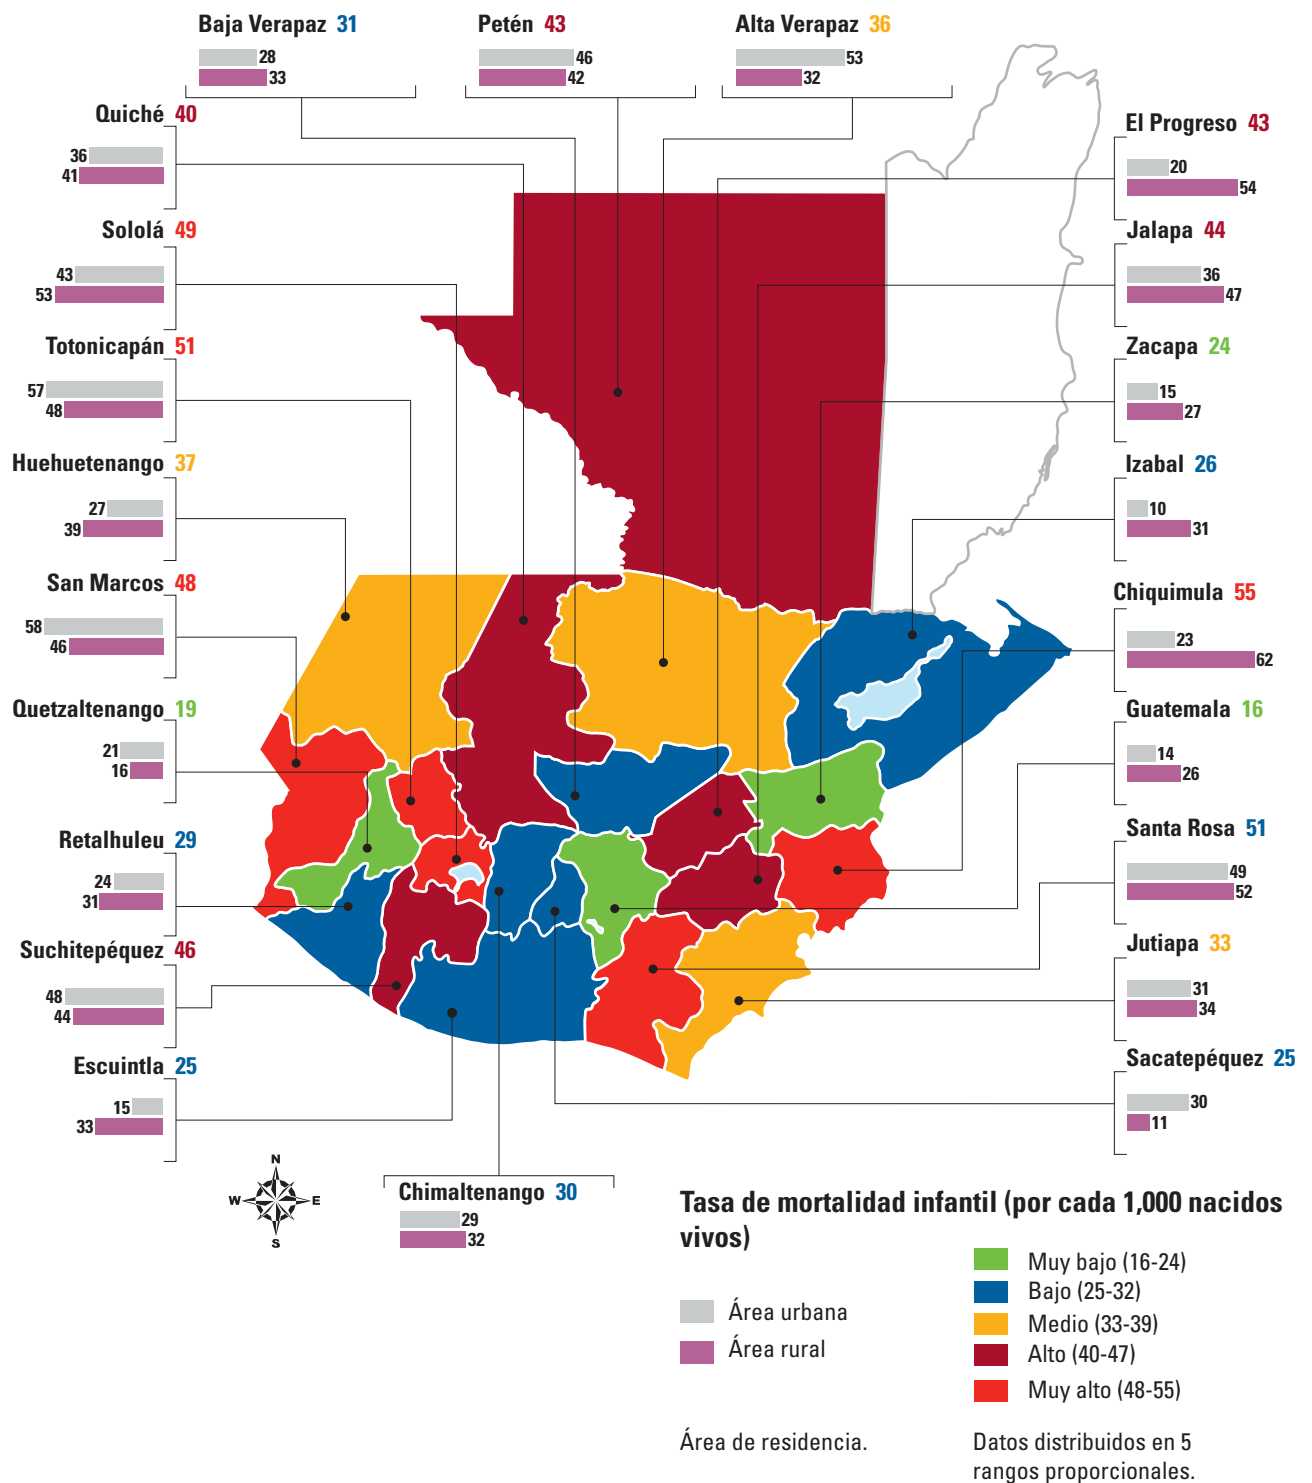 Baja Verapaz 31
28
33
Petén 43
46
42
Alta Verapaz 36
53
32
Quiché 40
36
41
Sololá 49
43
53
Totonicapán 51
57
48
Huehuetenango 37
27
39
San Marcos 48
58
46
Quetzaltenango 19
21
16
Retalhuleu 29
24
31
Suchitepéquez 46
48
44
Escuintla 25
15
33
El Progreso 43
20
54
Jalapa 44
36
47
Zacapa 24
15
27
Izabal 26
10
31
Chiquimula 55
23
62
Guatemala 16
14
26
Santa Rosa 51
49
52
Jutiapa 33
31
34
Sacatepéquez 25
30
11
N
W E
S
Chimaltenango 30
29
32
Tasa de mortalidad infantil (por cada 1,000 nacidos
vivos)
Área urbana
Área rural
Muy bajo (16-24)
Bajo (25-32)
Medio (33-39)
Alto (40-47)
Muy alto (48-55)
Área de residencia.
Datos distribuidos en 5
rangos proporcionales.